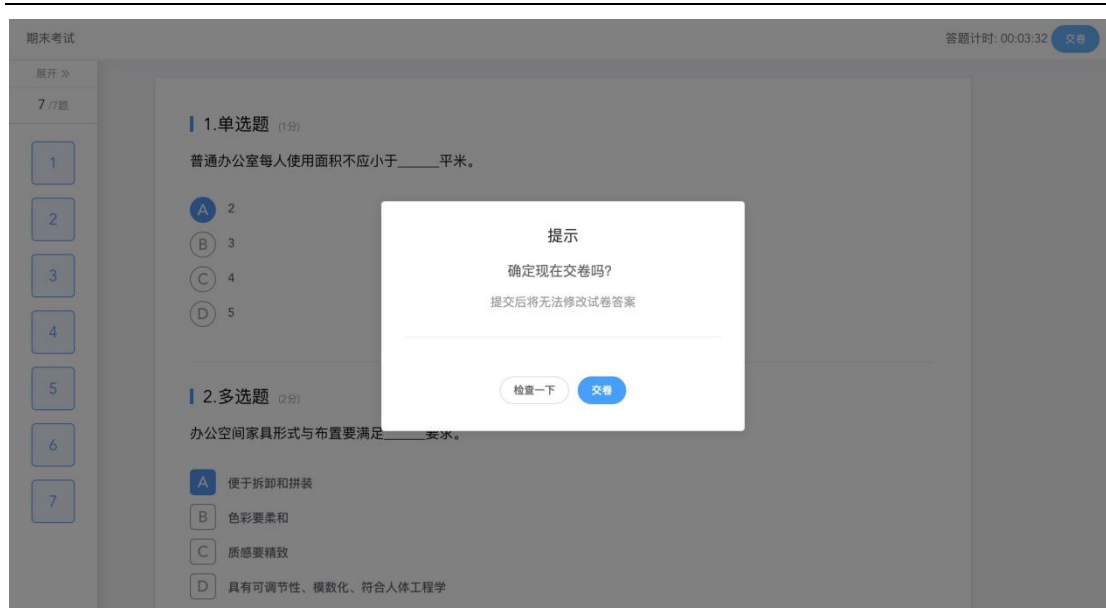 期末考试
答题计时: 00:03:32 交卷
展开 》
7 /7题
1
2
3
4
5
6
7
1.单选题 (1分)
普通办公室每人使用面积不应小于______平米。
A 2
B 3
C 4
D 5
2.多选题 (2分)
办公空间家具形式与布置要满足______要求。
A 便于拆卸和拼装
B 色彩要柔和
C 质感要精致
D 具有可调节性、模数化、符合人体工程学
提示
确定现在交卷吗?
提交后将无法修改试卷答案
检查一下 交卷